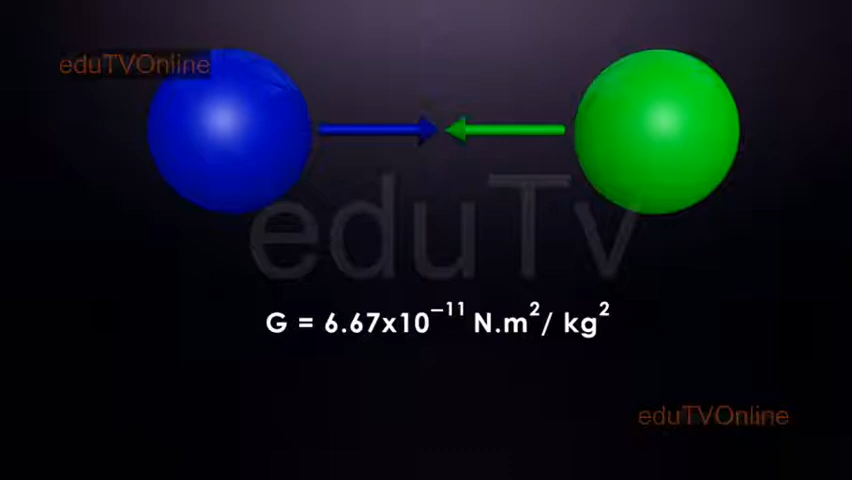 eduTVOnline
eduTv
G = 6.67x10⁻¹¹ N.m²/ kg²
eduTVOnline